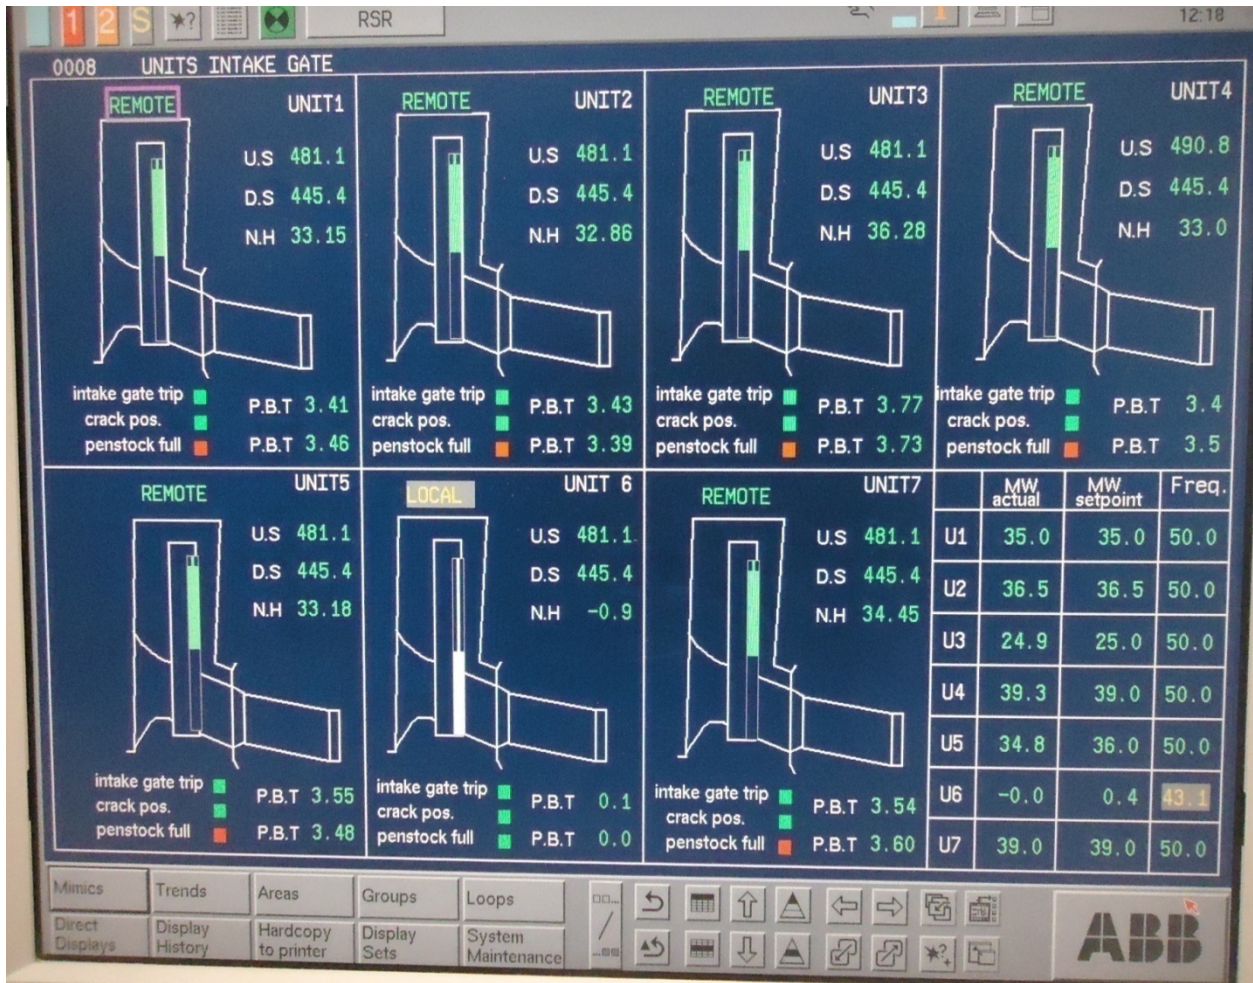 1 2 S ? RSR 12:18
0008 UNITS INTAKE GATE
REMOTE UNIT1
U.S 481.1
D.S 445.4
N.H 33.15
intake gate trip
crack pos.
penstock full
P.B.T 3.41
P.B.T 3.46
REMOTE UNIT2
U.S 481.1
D.S 445.4
N.H 32.86
intake gate trip
crack pos.
penstock full
P.B.T 3.43
P.B.T 3.39
REMOTE UNIT3
U.S 481.1
D.S 445.4
N.H 36.28
intake gate trip
crack pos.
penstock full
P.B.T 3.77
P.B.T 3.73
REMOTE UNIT4
U.S 490.8
D.S 445.4
N.H 33.0
intake gate trip
crack pos.
penstock full
P.B.T 3.4
P.B.T 3.5
REMOTE UNIT5
U.S 481.1
D.S 445.4
N.H 33.18
intake gate trip
crack pos.
penstock full
P.B.T 3.55
P.B.T 3.48
LOCAL UNIT 6
U.S 481.1
D.S 445.4
N.H -0.9
intake gate trip
crack pos.
penstock full
P.B.T 0.1
P.B.T 0.0
REMOTE UNIT7
U.S 481.1
D.S 445.4
N.H 34.45
intake gate trip
crack pos.
penstock full
P.B.T 3.54
P.B.T 3.60
MW actual MW setpoint Freq.
U1 35.0 35.0 50.0
U2 36.5 36.5 50.0
U3 24.9 25.0 50.0
U4 39.3 39.0 50.0
U5 34.8 36.0 50.0
U6 -0.0 0.4 43.1
U7 39.0 39.0 50.0
Mimics Trends Areas Groups Loops
Direct Displays
Display History
Hardcopy to printer
Display Sets
System Maintenance
ABB